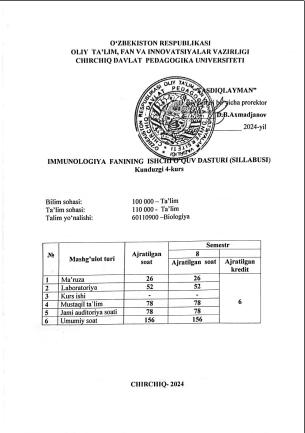 O'ZBEKISTON RESPUBLIKASI
OLIY TA'LIM, FAN VA INNOVATSIYALAR VAZIRLIGI
CHIRCHIQ DAVLAT PEDAGOGIKA UNIVERSITETI
"TASDIQLAYMAN"
bo'yicha prorektor
D.B.Axmadjanov
2024-yil
IMMUNOLOGIYA FANINING ISHCHI O'QUV DASTURI (SILLABUSI)
Kunduzgi 4-kurs
Bilim sohasi: 100 000 – Ta'lim
Ta'lim sohasi: 110 000 - Ta'lim
Talim yo'nalishi: 60110900 –Biologiya
№ Mashg'ulot turi Ajratilgan soat Semestr
8
Ajratilgan soat Ajratilgan kredit
1 Ma'ruza 26 26 6
2 Laboratoriya 52 52
3 Kurs ishi - -
4 Mustaqil ta'lim 78 78
5 Jami auditoriya soati 78 78
6 Umumiy soat 156 156
CHIRCHIQ- 2024